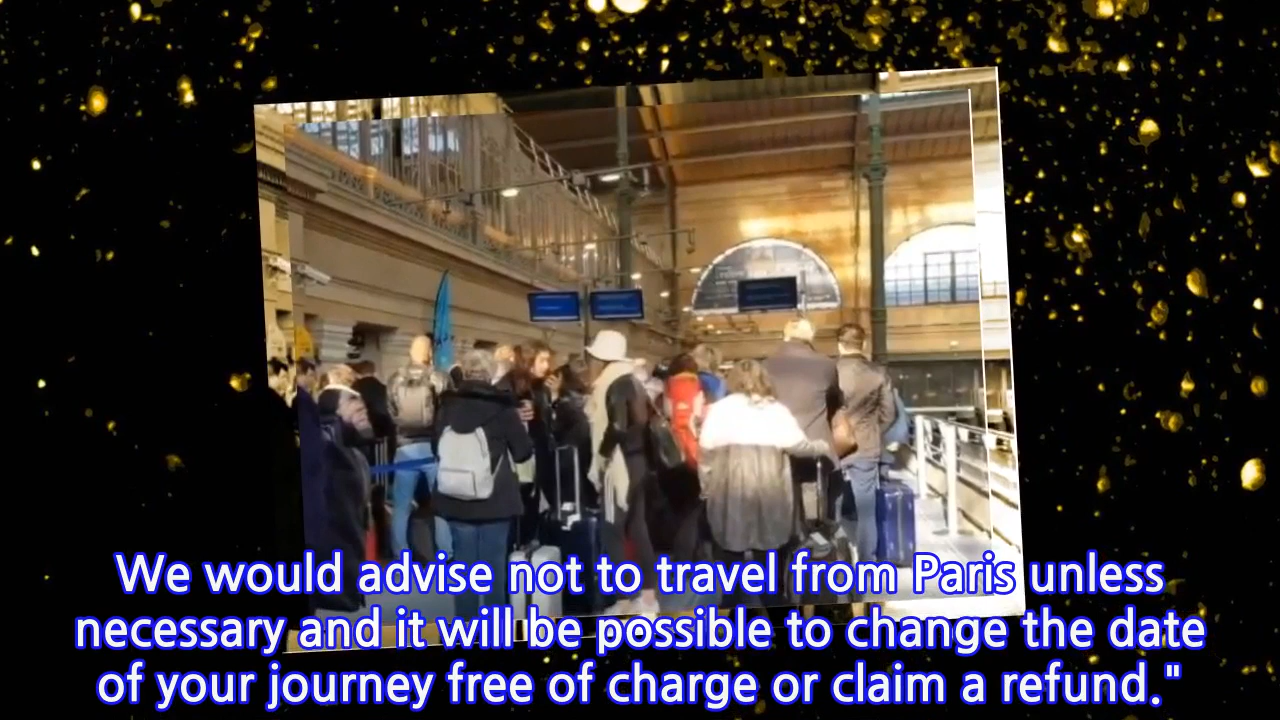 We would advise not to travel from Paris unless
necessary and it will be possible to change the date
of your journey free of charge or claim a refund."